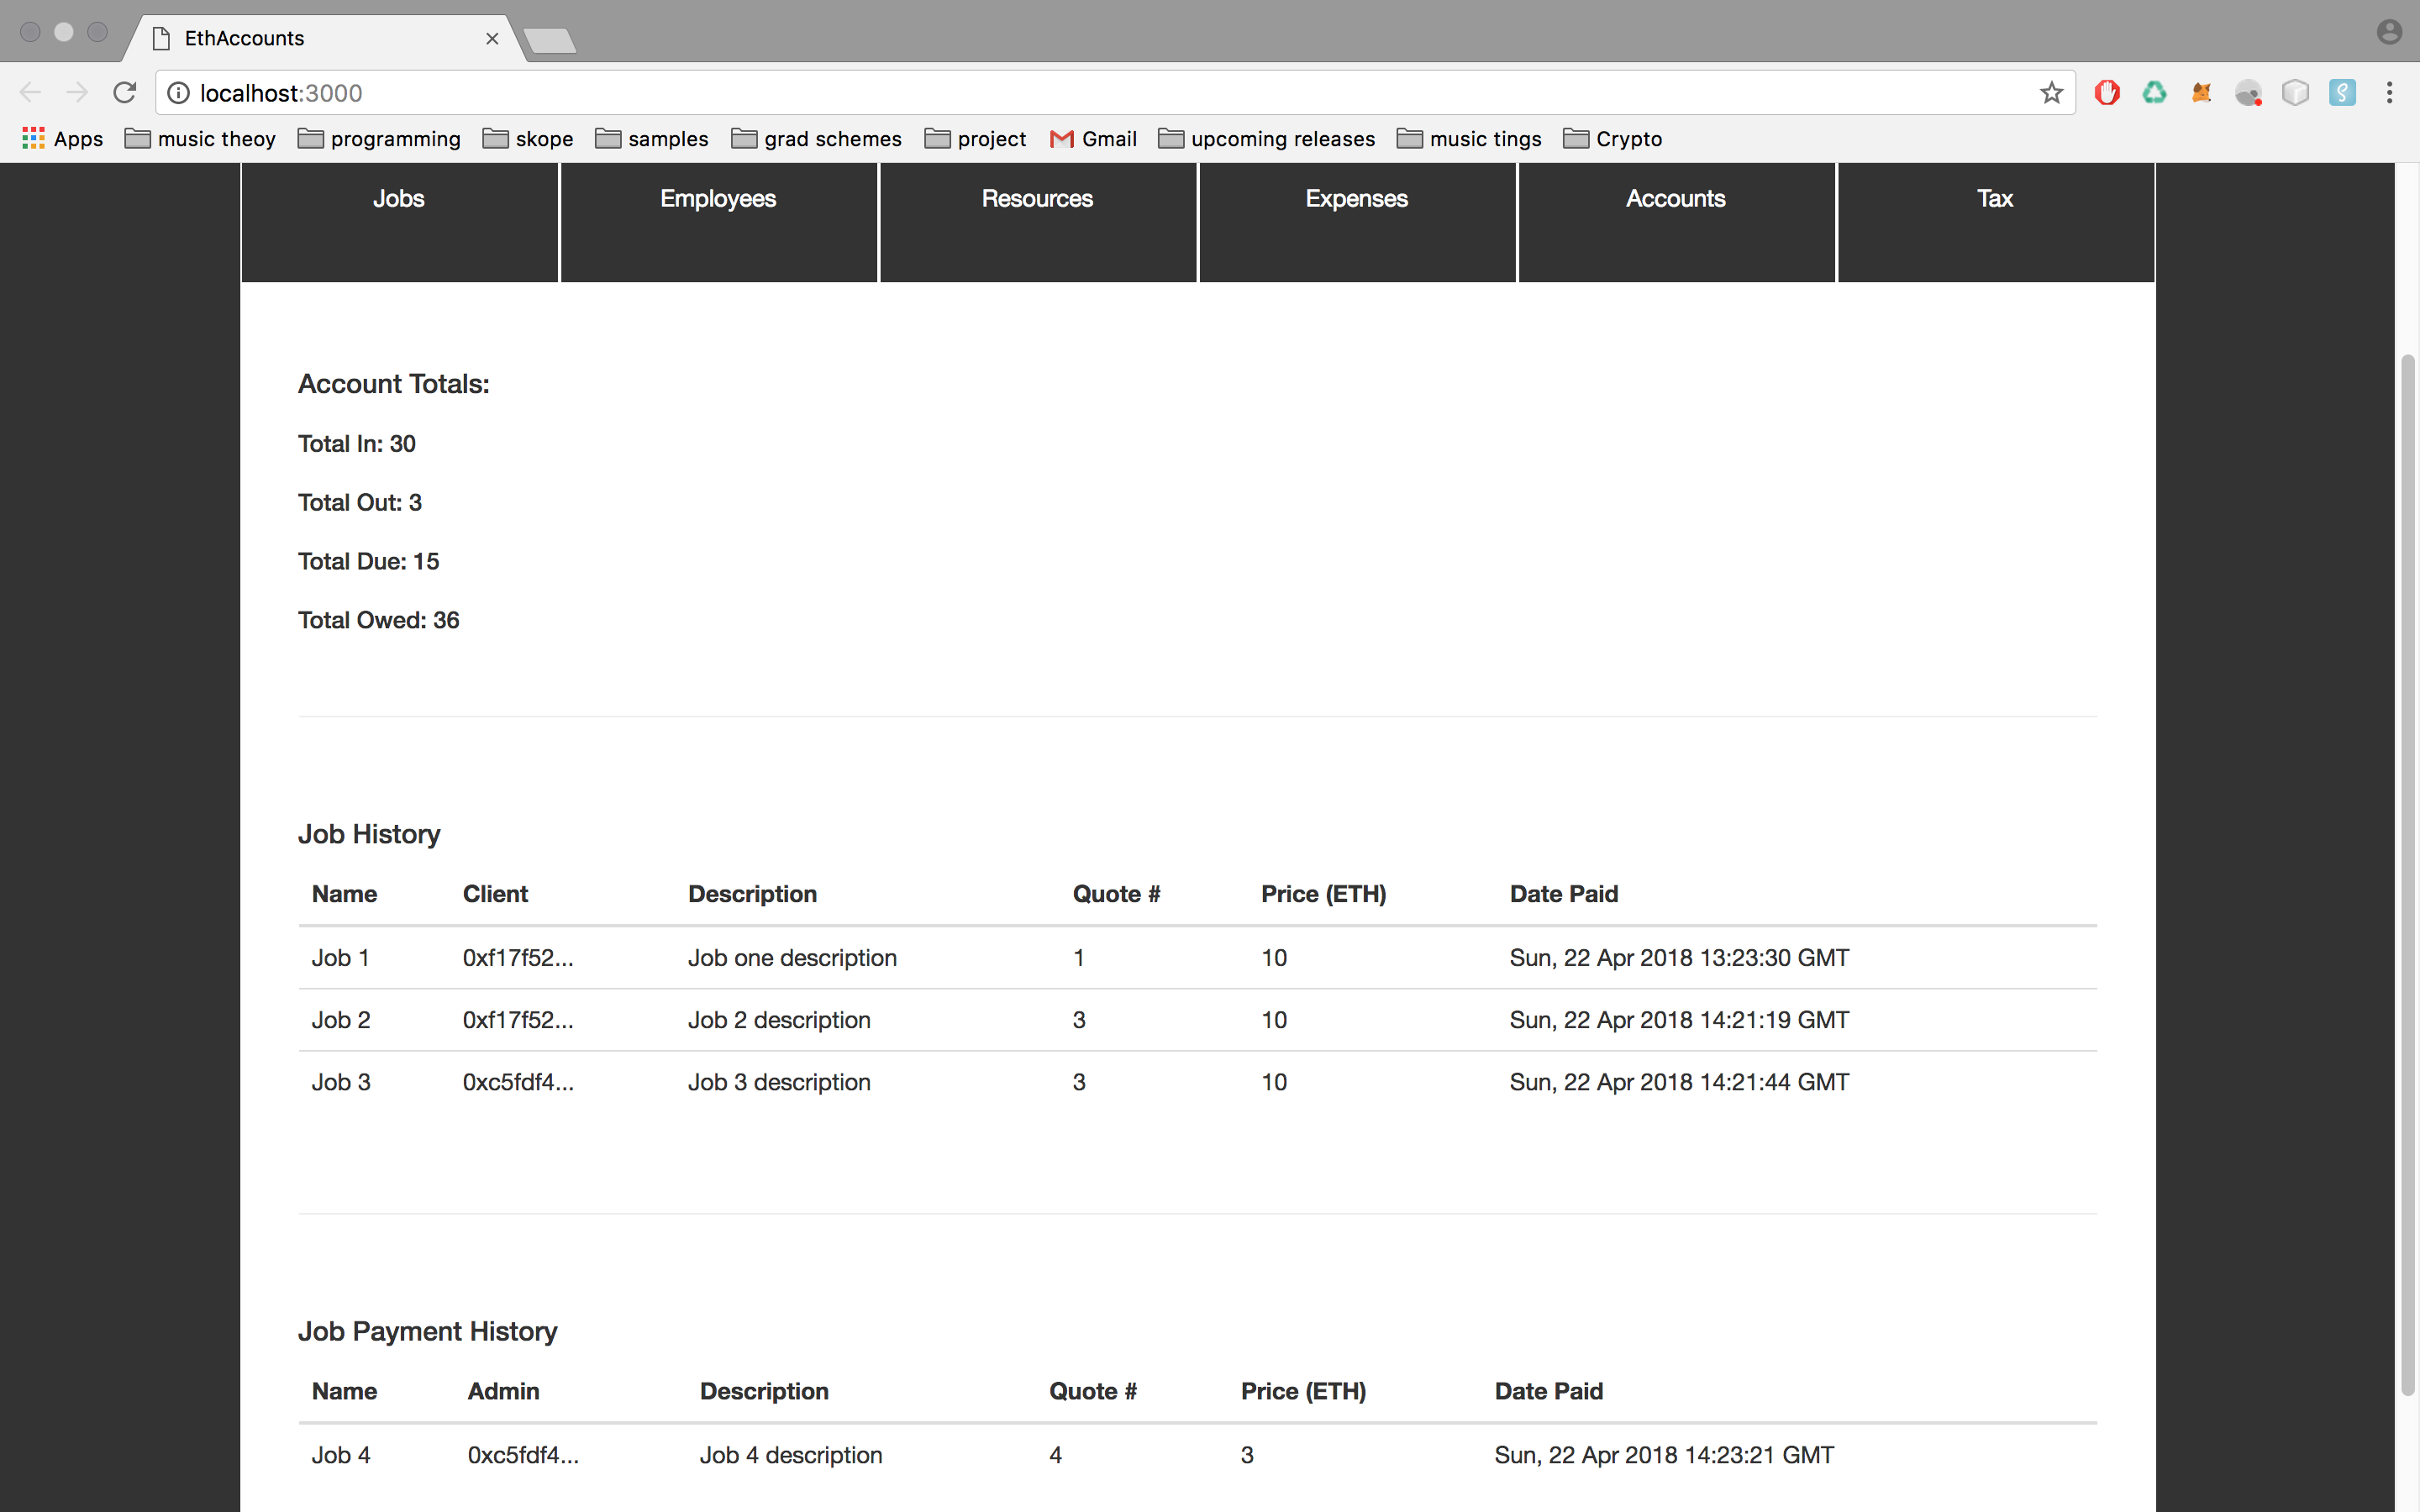 EthAccounts
localhost:3000
Apps music theoy programming skope samples grad schemes project Gmail upcoming releases music tings Crypto
Jobs Employees Resources Expenses Accounts Tax
Account Totals:
Total In: 30
Total Out: 3
Total Due: 15
Total Owed: 36
Job History
Name Client Description Quote # Price (ETH) Date Paid
Job 1 0xf17f52... Job one description 1 10 Sun, 22 Apr 2018 13:23:30 GMT
Job 2 0xf17f52... Job 2 description 3 10 Sun, 22 Apr 2018 14:21:19 GMT
Job 3 0xc5fdf4... Job 3 description 3 10 Sun, 22 Apr 2018 14:21:44 GMT
Job Payment History
Name Admin Description Quote # Price (ETH) Date Paid
Job 4 0xc5fdf4... Job 4 description 4 3 Sun, 22 Apr 2018 14:23:21 GMT